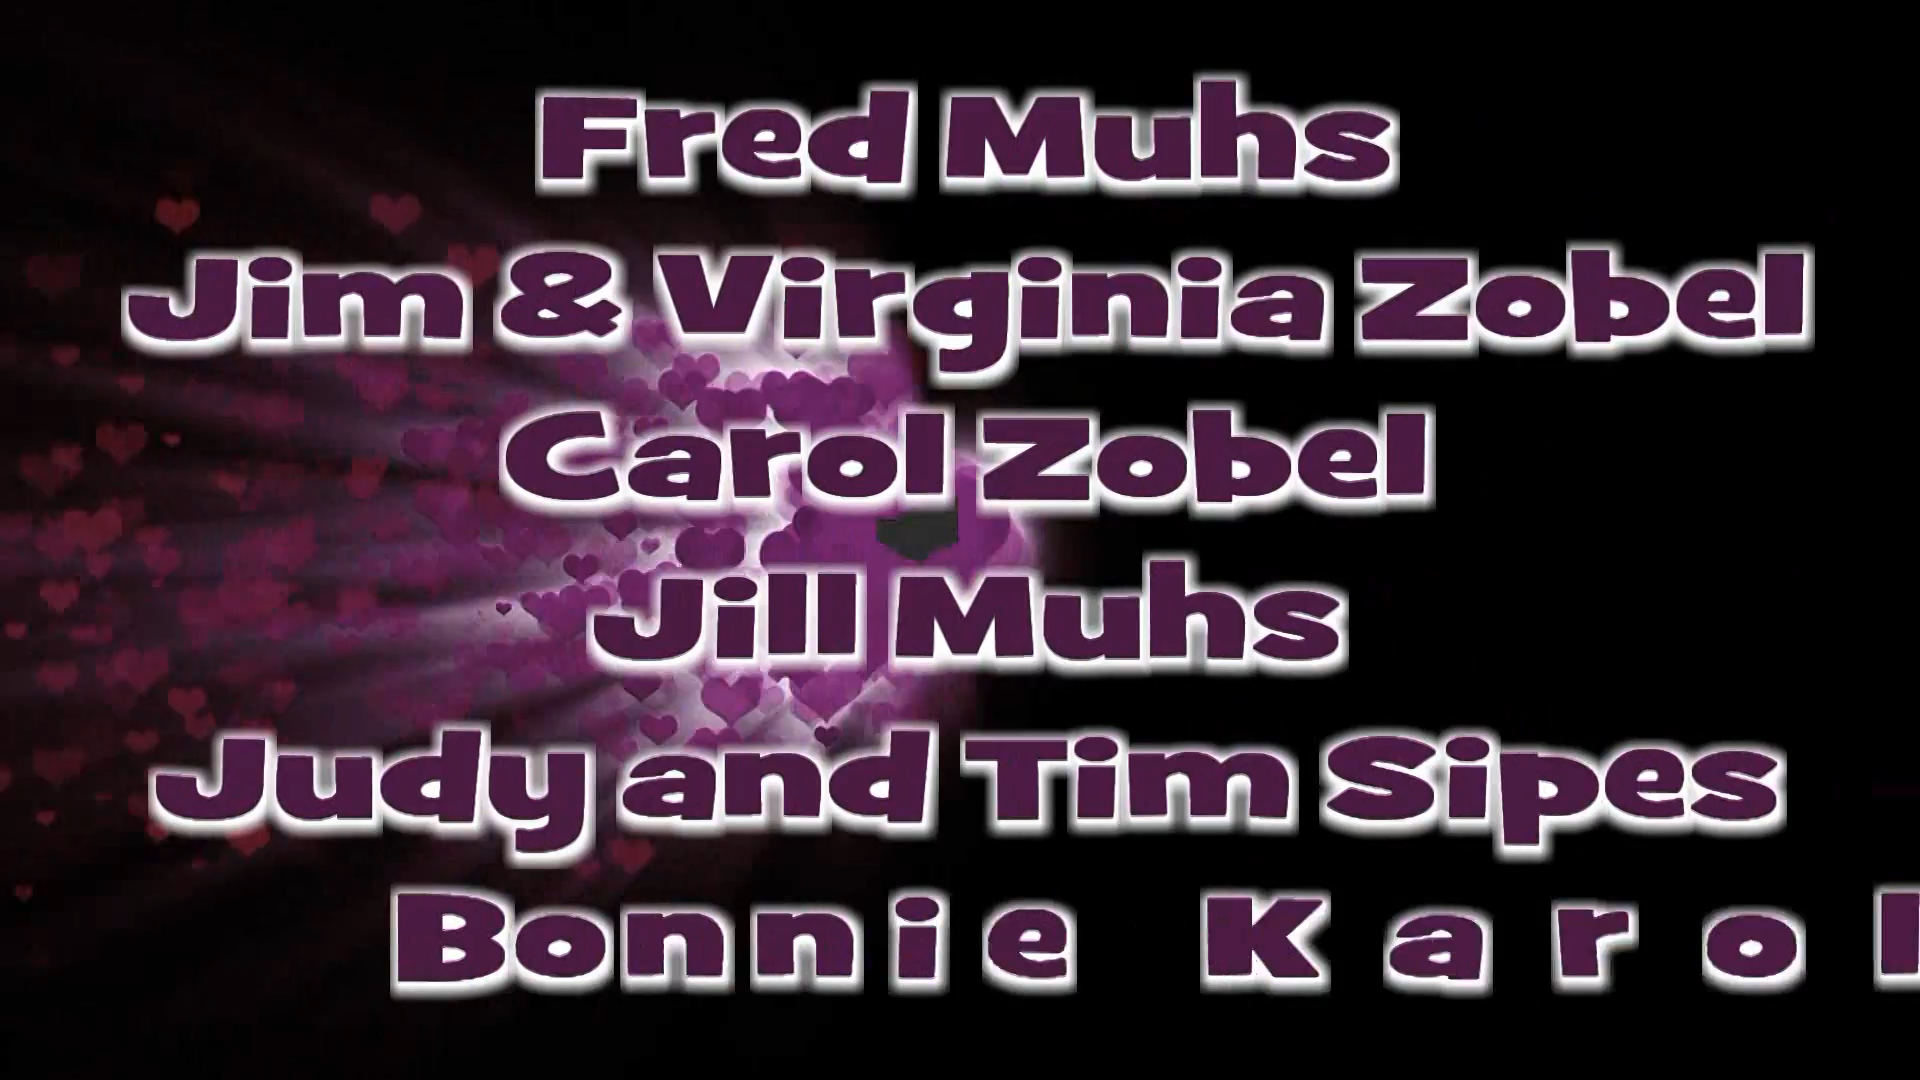 Fred Muhs
Jim & Virginia Zobel
Carol Zobel
Jill Muhs
Judy and Tim Sipes
Bonnie Karol